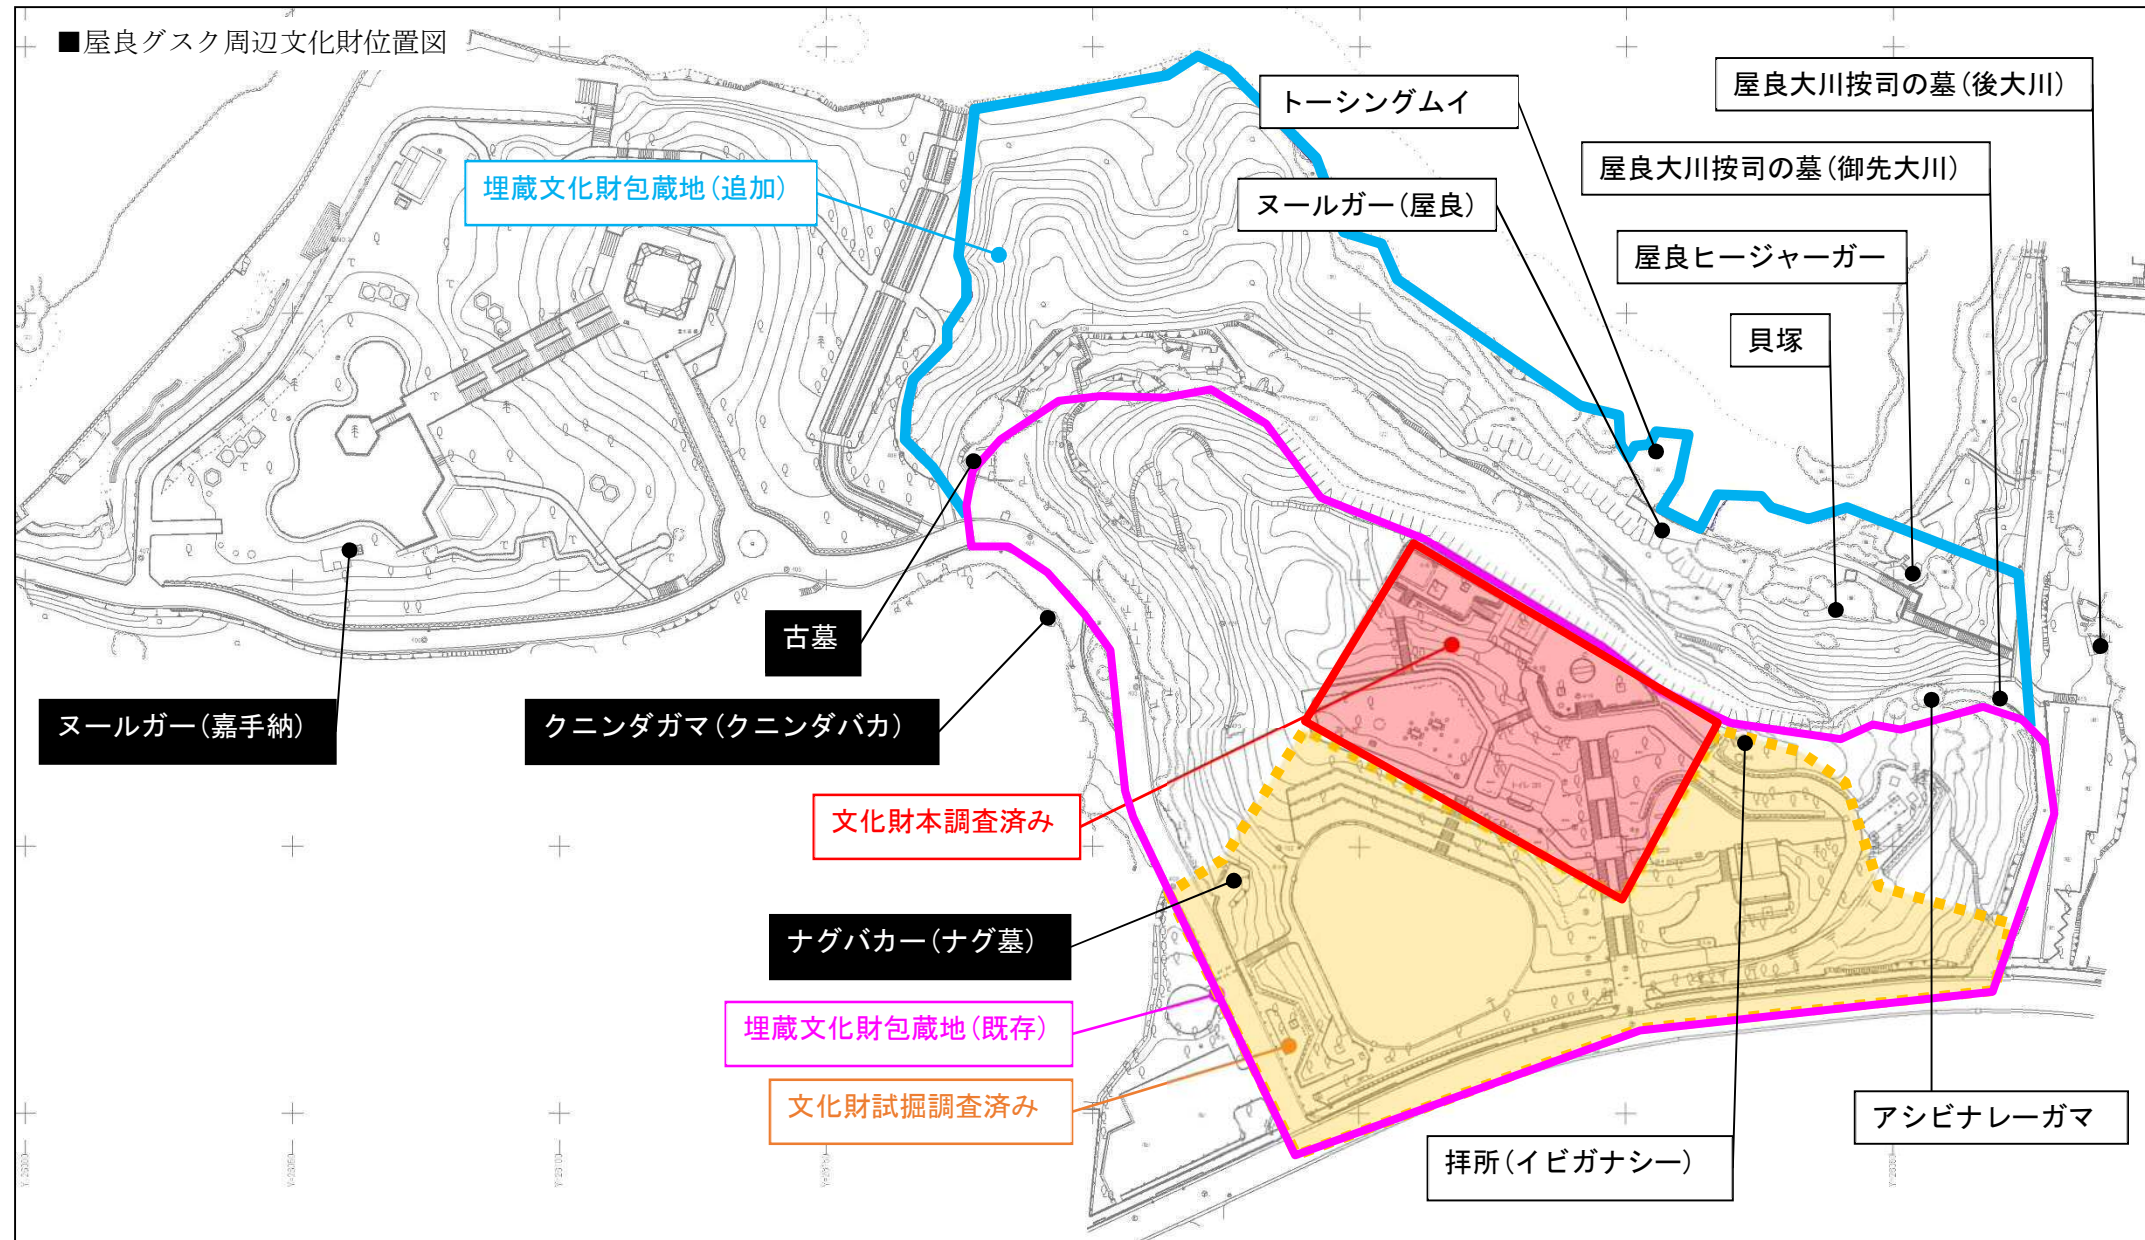 ■屋良グスク周辺文化財位置図
トーシングムイ
屋良大川按司の墓(後大川)
屋良大川按司の墓(御先大川)
埋蔵文化財包蔵地(追加)
ヌールガー(屋良)
屋良ヒージャーガー
貝塚
古墓
ヌールガー(嘉手納)
クニンダガマ(クニンダバカ)
文化財本調査済み
ナグバカー(ナグ墓)
埋蔵文化財包蔵地(既存)
文化財試掘調査済み
アシビナレーガマ
拝所(イビガナシー)